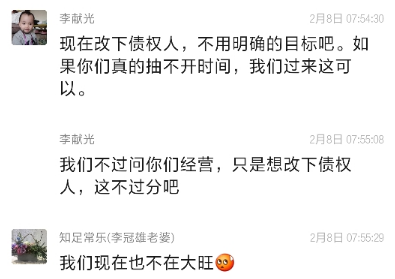 李献光
2月8日 07:54:30
现在改下债权人，不用明确的目标吧。如
果你们真的抽不开时间，我们过来这可
以。
李献光
2月8日 07:55:08
我们不过问你们经营，只是想改下债权
人，这不过分吧
知足常乐(李冠雄老婆)
2月8日 07:55:29
我们现在也不在大旺🥺